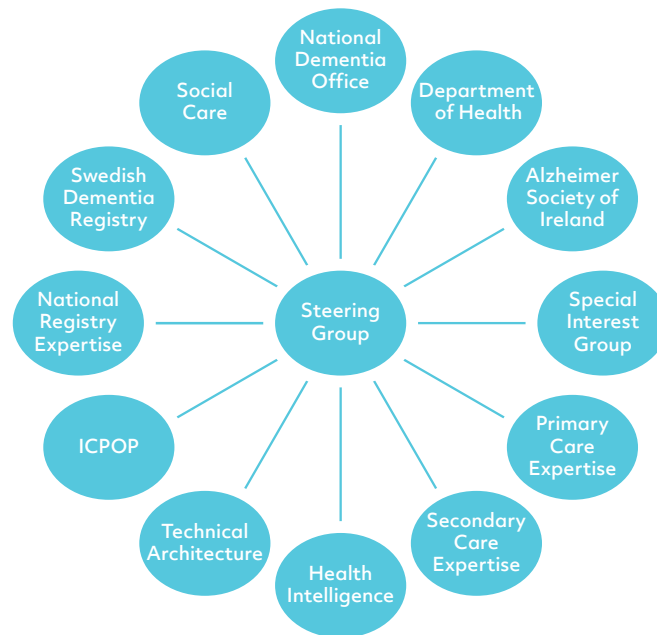 National
Dementia
Office
Department
of Health
Alzheimer
Society of
Ireland
Special
Interest
Group
Primary
Care
Expertise
Secondary
Care
Expertise
Health
Intelligence
Technical
Architecture
ICPOP
National
Registry
Expertise
Swedish
Dementia
Registry
Social
Care
Steering
Group